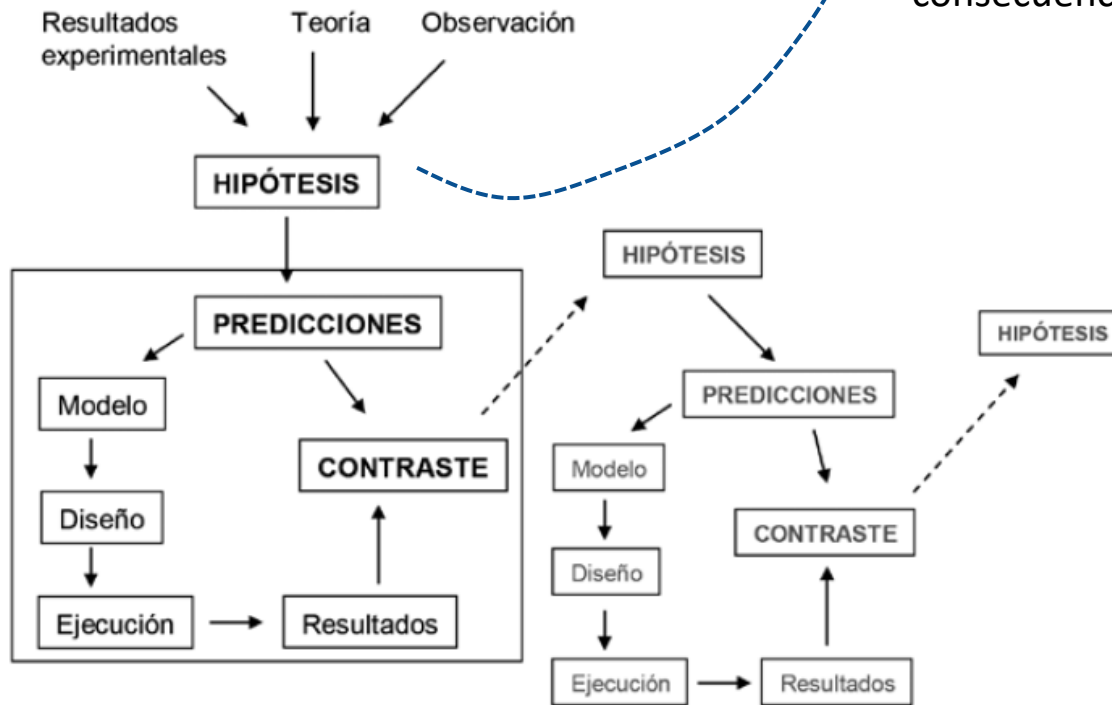 Resultados
experimentales
Teoría
Observación
HIPÓTESIS
PREDICCIONES
Modelo
CONTRASTE
Diseño
Ejecución
Resultados
HIPÓTESIS
PREDICCIONES
Modelo
CONTRASTE
Diseño
Ejecución
Resultados
HIPÓTESIS